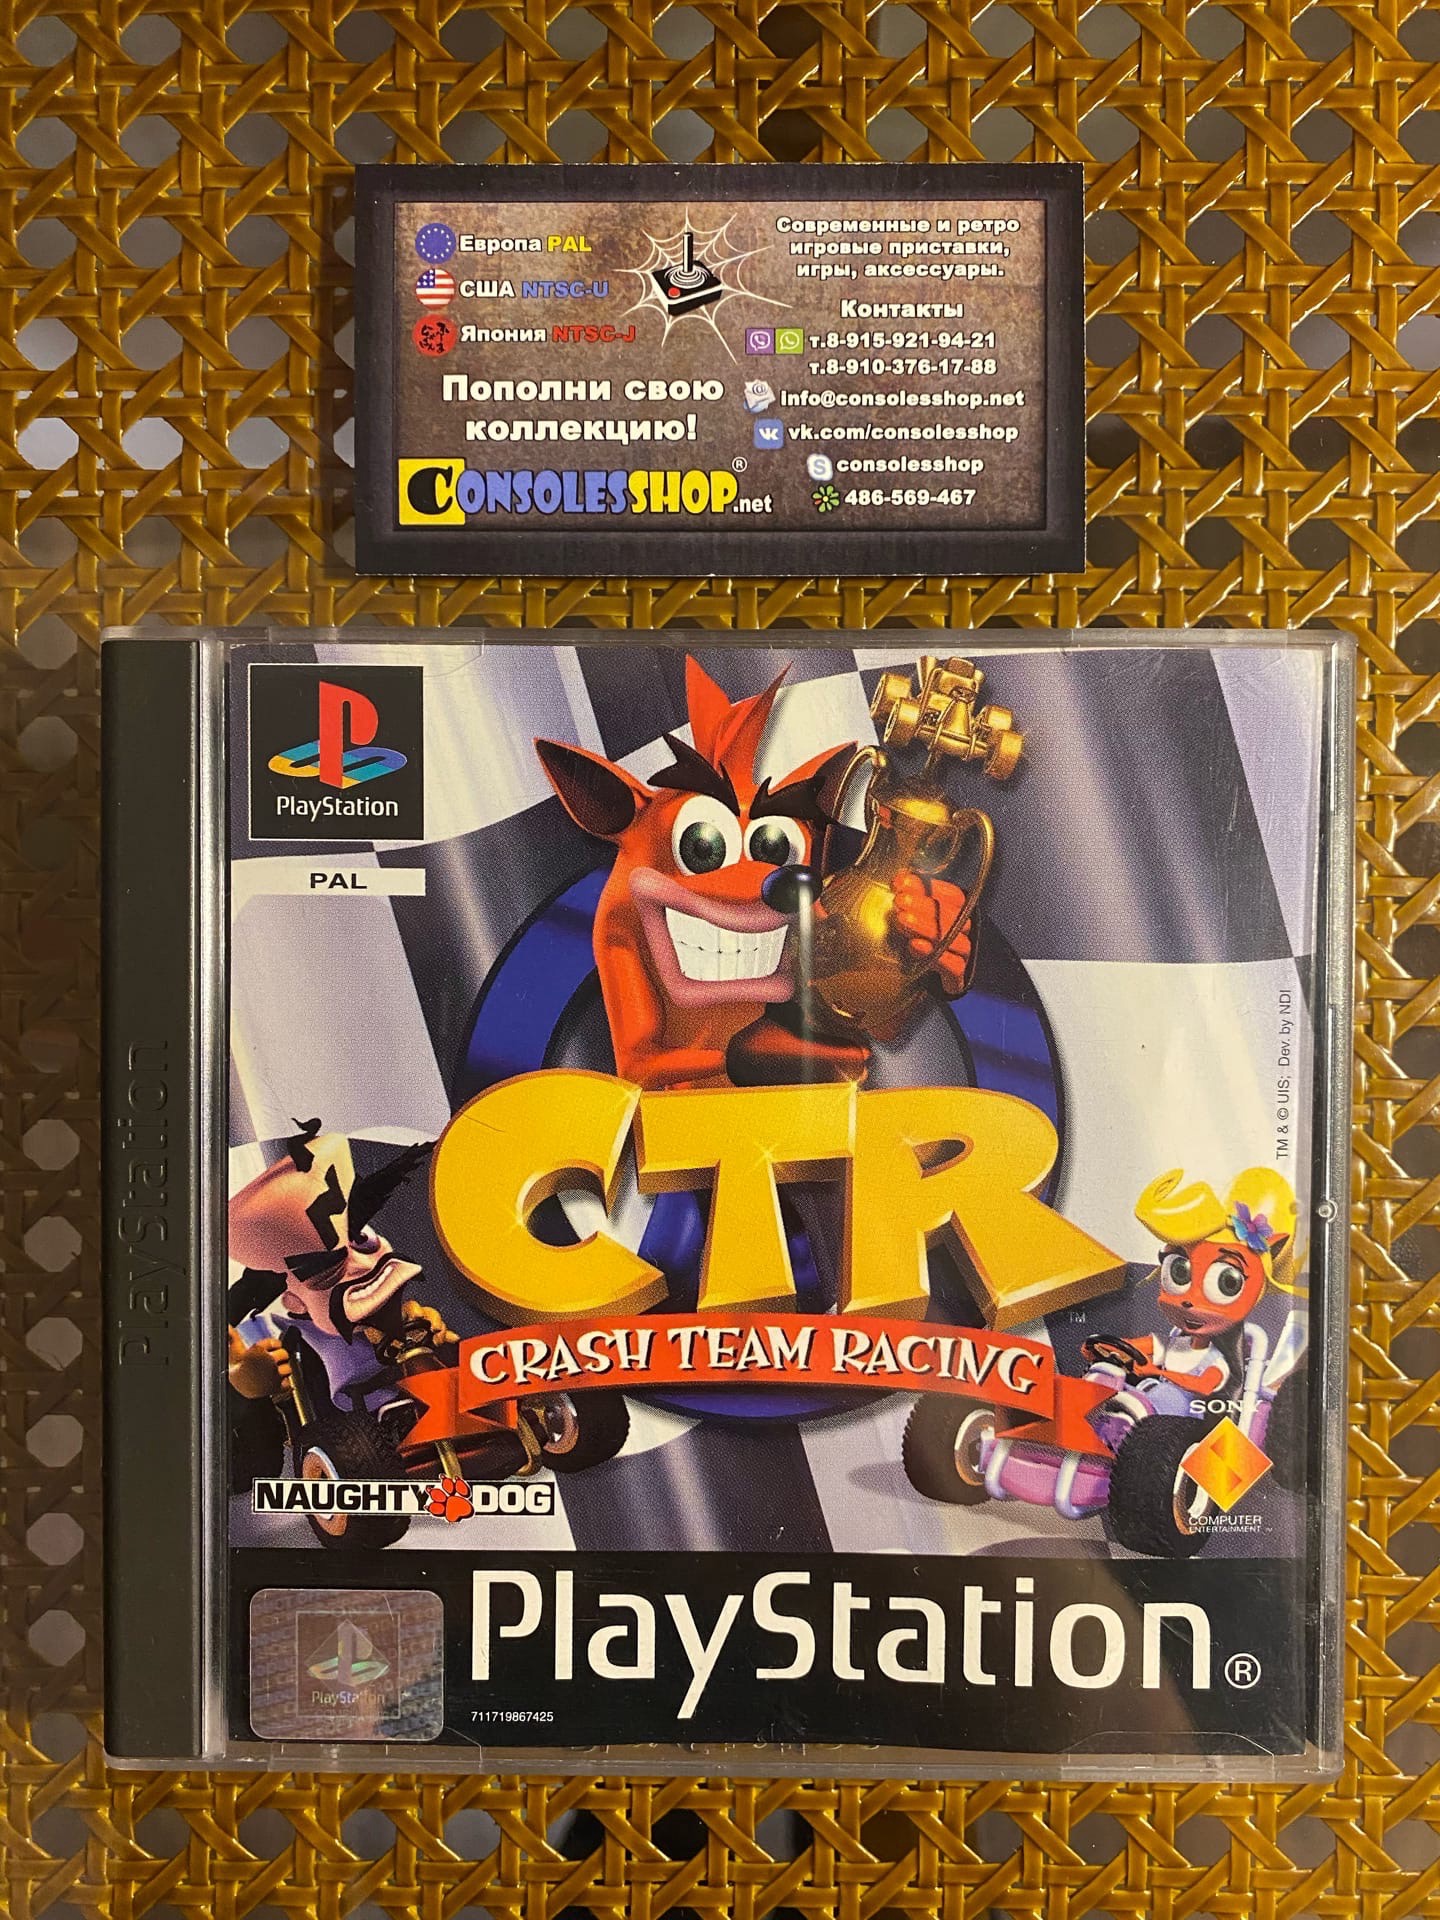 Европа PAL
США NTSC-U
Япония NTSC-J
Пополни свою
коллекцию!
CONSOLESSHOP.net
®
Современные и ретро
игровые приставки,
игры, аксессуары.
Контакты
т.8-915-921-94-21
т.8-910-376-17-88
info@consolesshop.net
vk.com/consolesshop
consolesshop
486-569-467
PlayStation
PlayStation
PAL
TM & © UIS; Dev. by NDI
CTR
TM
CRASH TEAM RACING
NAUGHTY DOG
SONY
COMPUTER
ENTERTAINMENT ™
PlayStation
PlayStation®
711719867425